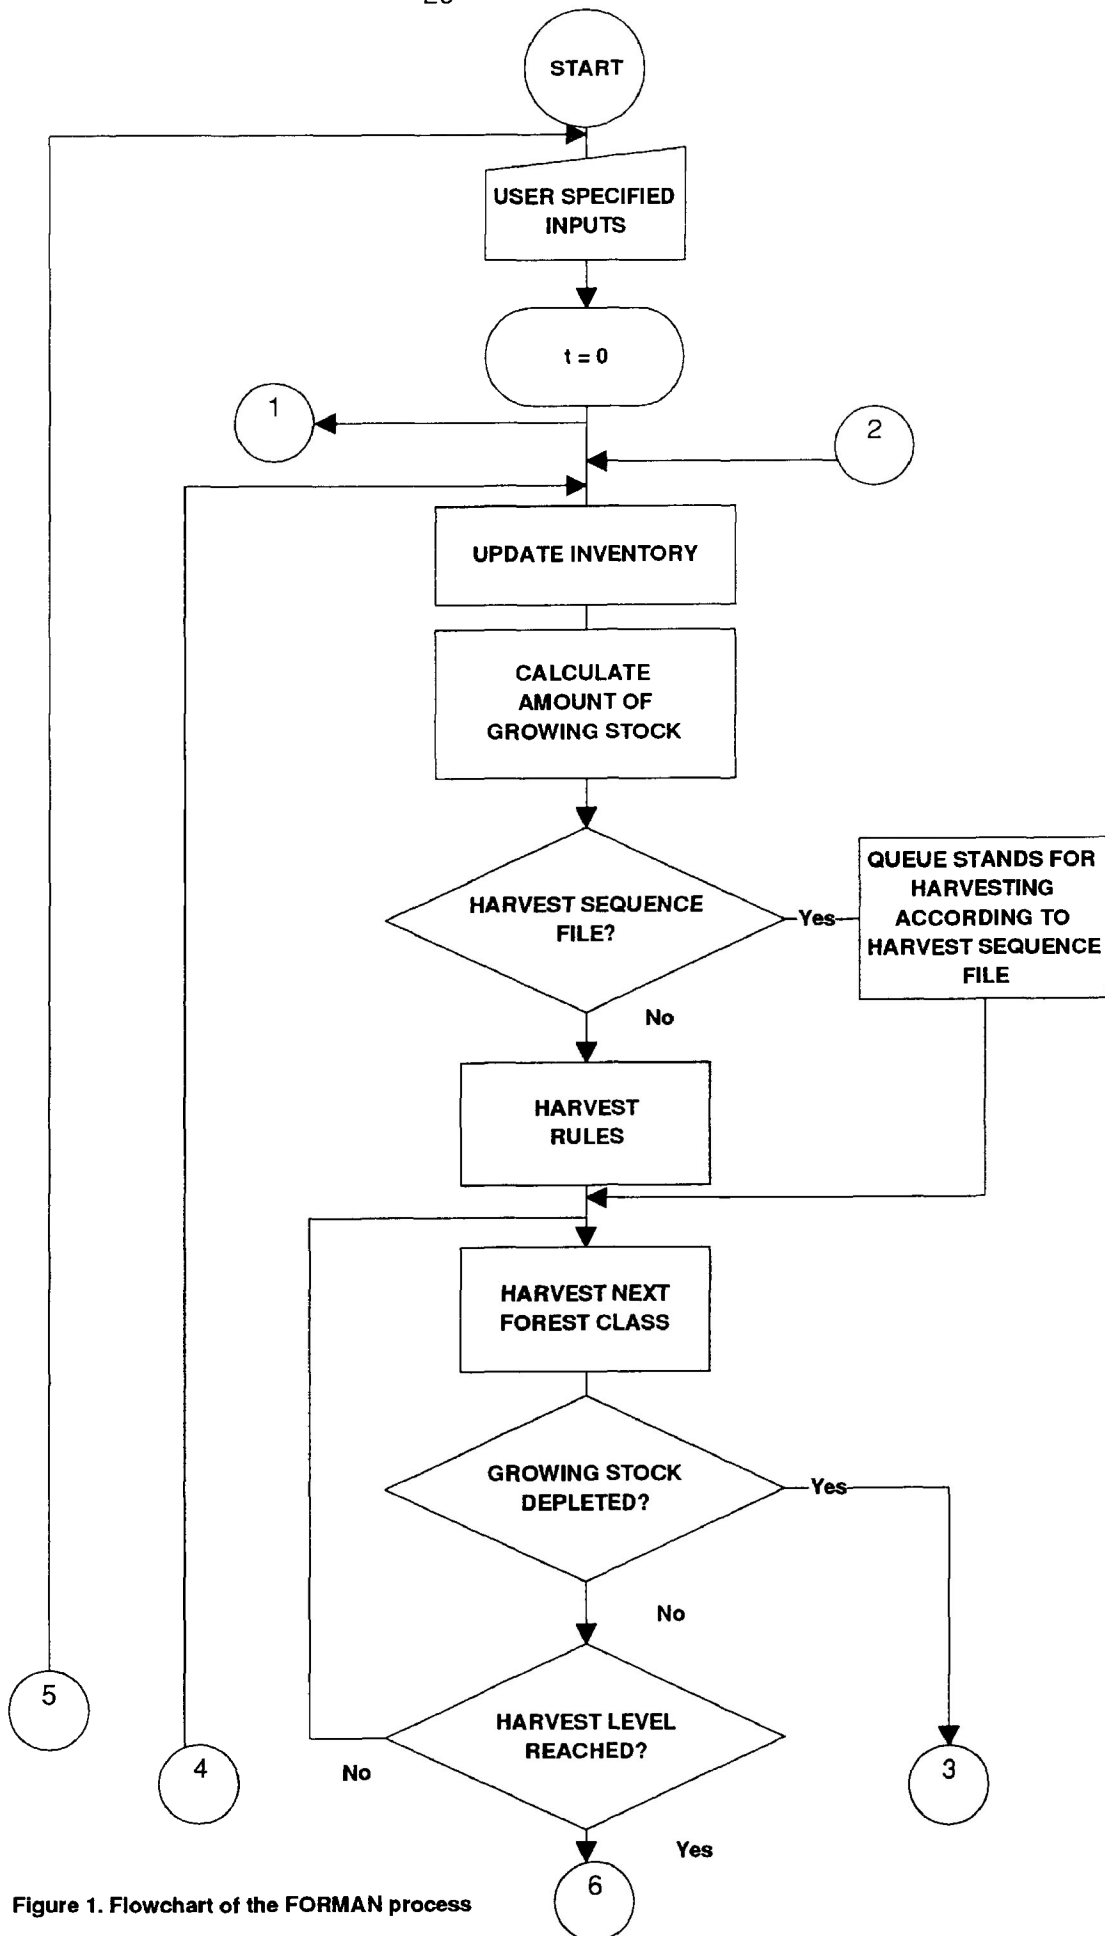 START
USER SPECIFIED
INPUTS
t = 0
1
2
UPDATE INVENTORY
CALCULATE
AMOUNT OF
GROWING STOCK
HARVEST SEQUENCE
FILE?
Yes
QUEUE STANDS FOR
HARVESTING
ACCORDING TO
HARVEST SEQUENCE
FILE
No
HARVEST
RULES
HARVEST NEXT
FOREST CLASS
GROWING STOCK
DEPLETED?
Yes
No
5
HARVEST LEVEL
REACHED?
No
4
3
Yes
6
Figure 1. Flowchart of the FORMAN process